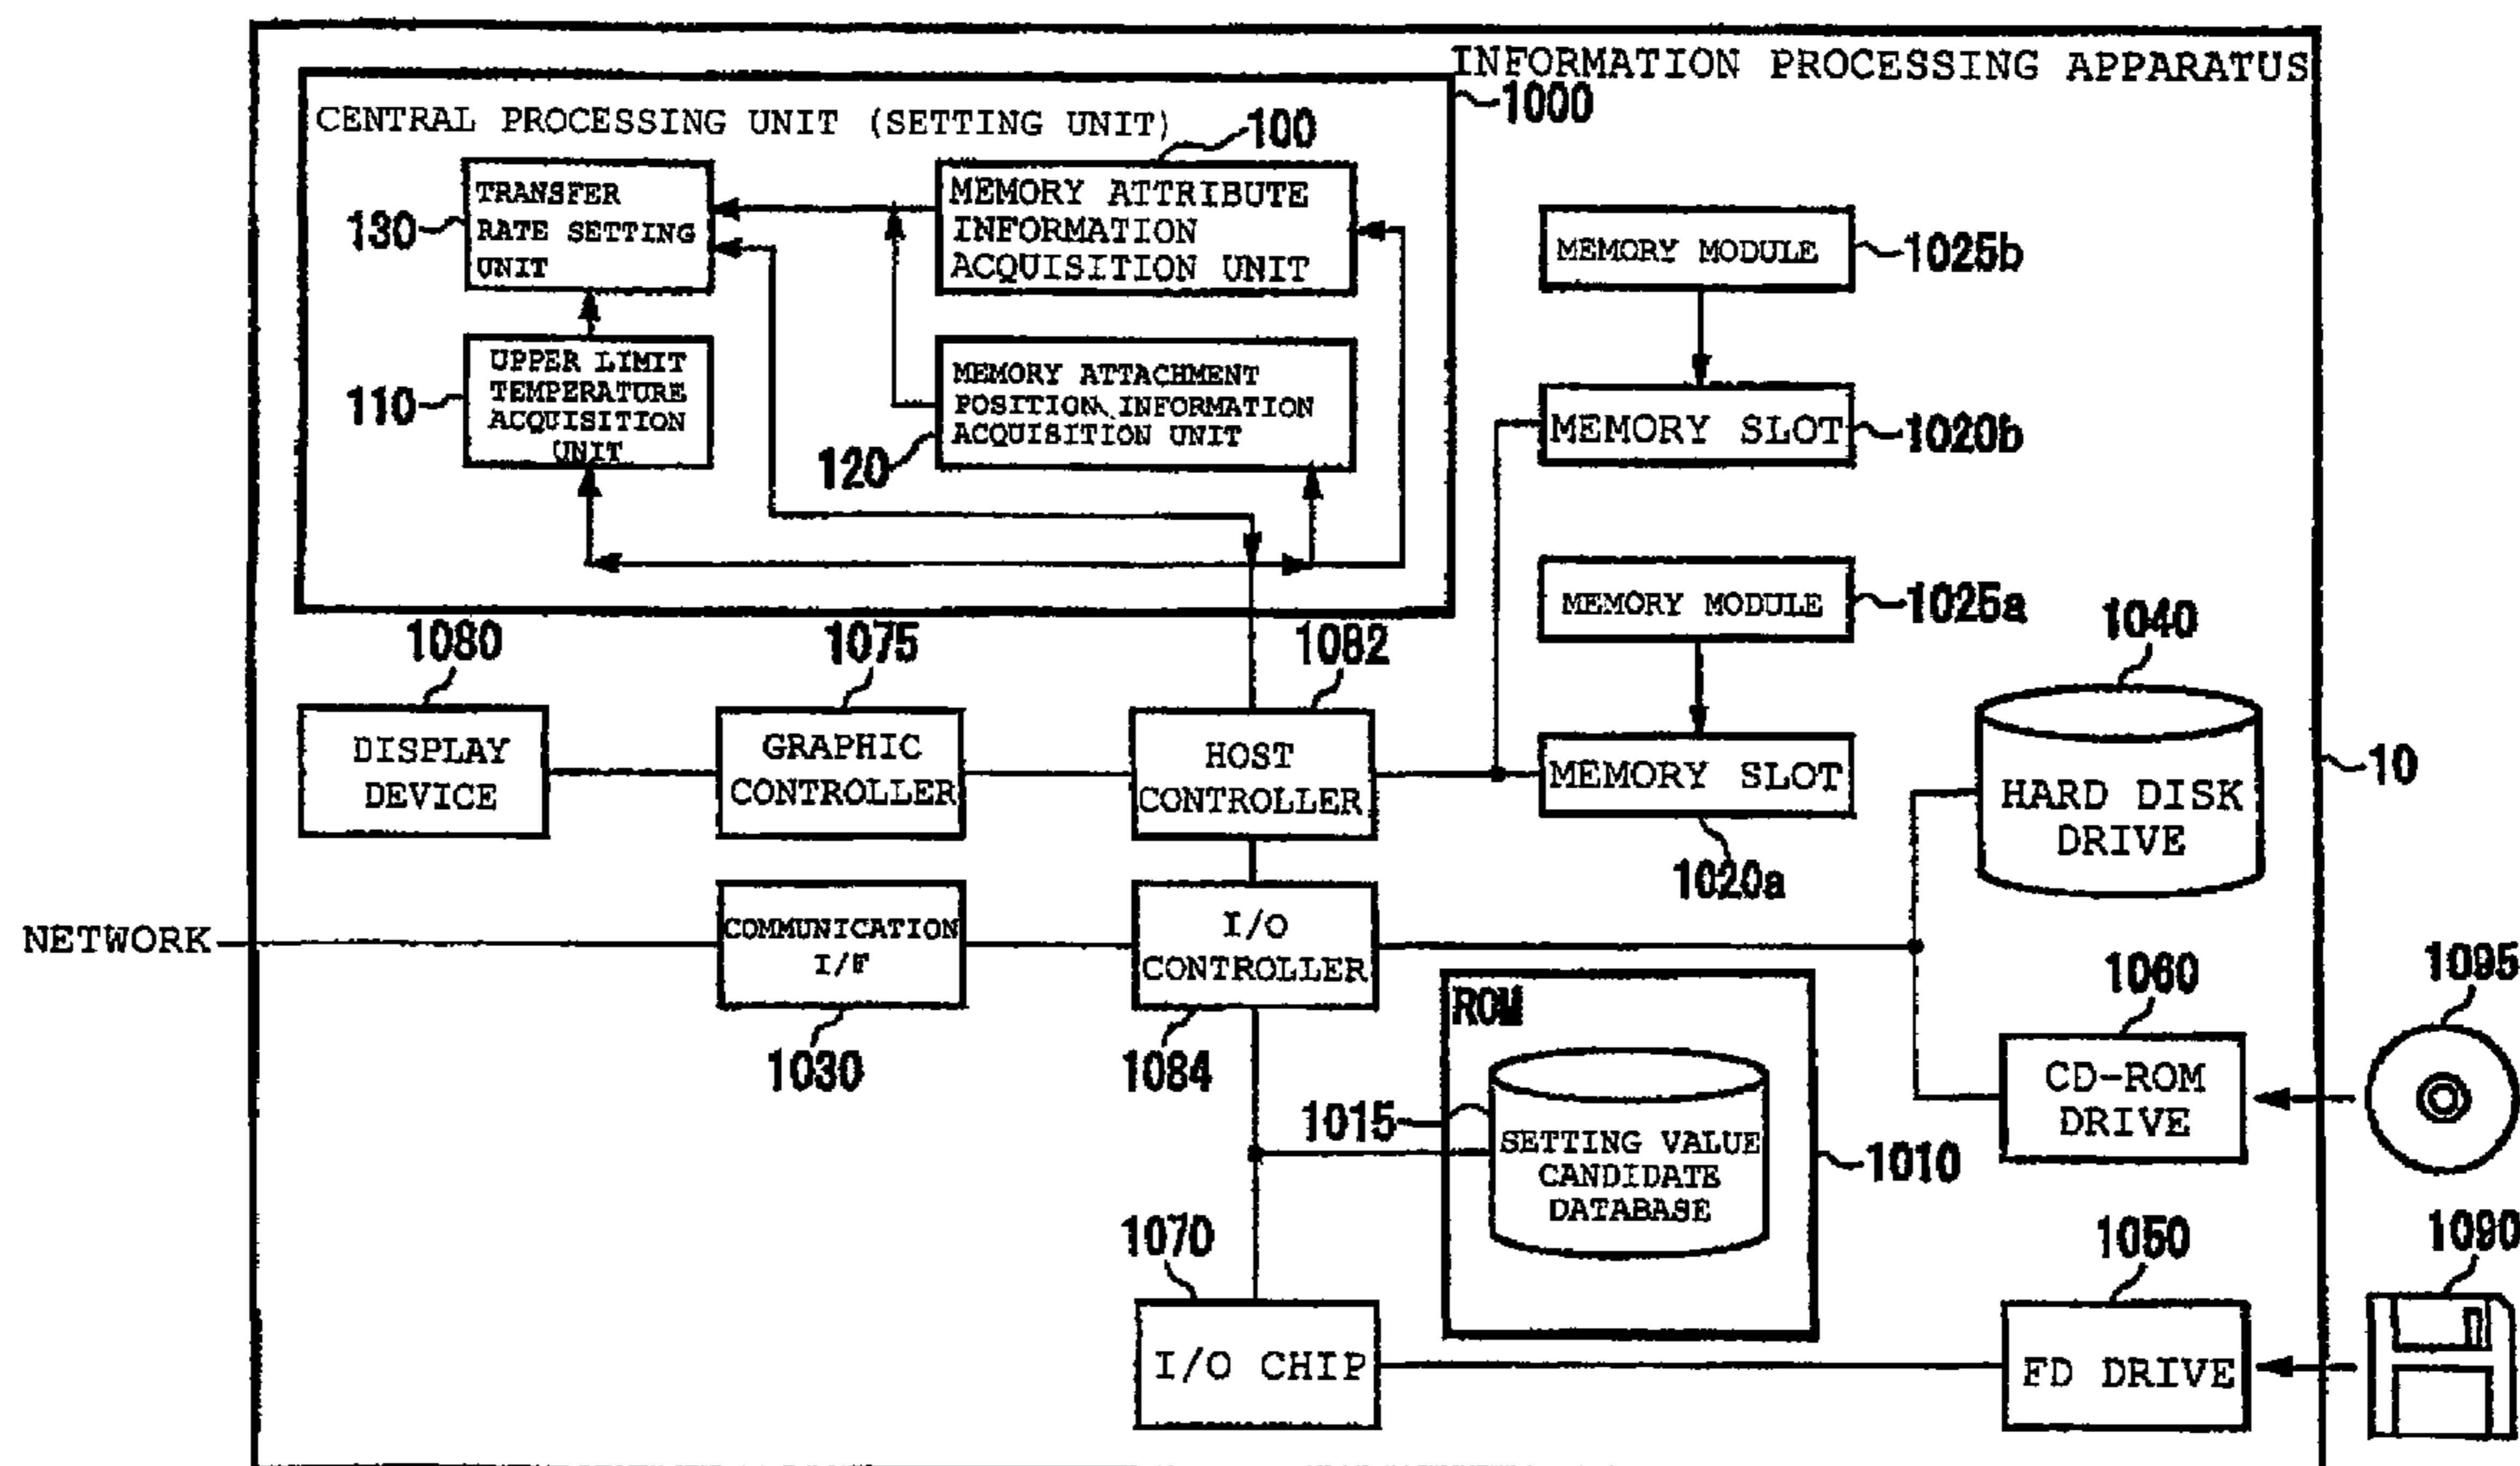 INFORMATION PROCESSING APPARATUS
1000
CENTRAL PROCESSING UNIT (SETTING UNIT)
100
TRANSFER
RATE SETTING
UNIT
130
MEMORY ATTRIBUTE
INFORMATION
ACQUISITION UNIT
UPPER LIMIT
TEMPERATURE
ACQUISITION
UNIT
110
MEMORY ATTACHMENT
POSITION INFORMATION
ACQUISITION UNIT
120
MEMORY MODULE
1025b
MEMORY SLOT
1020b
MEMORY MODULE
1025a
1040
1080
1075
1082
DISPLAY
DEVICE
GRAPHIC
CONTROLLER
HOST
CONTROLLER
MEMORY SLOT
1020a
HARD DISK
DRIVE
10
NETWORK
COMMUNICATION
I/F
1030
I/O
CONTROLLER
1084
ROM
1015
SETTING VALUE
CANDIDATE
DATABASE
1010
1060
CD-ROM
DRIVE
1095
1070
I/O CHIP
1050
FD DRIVE
1090